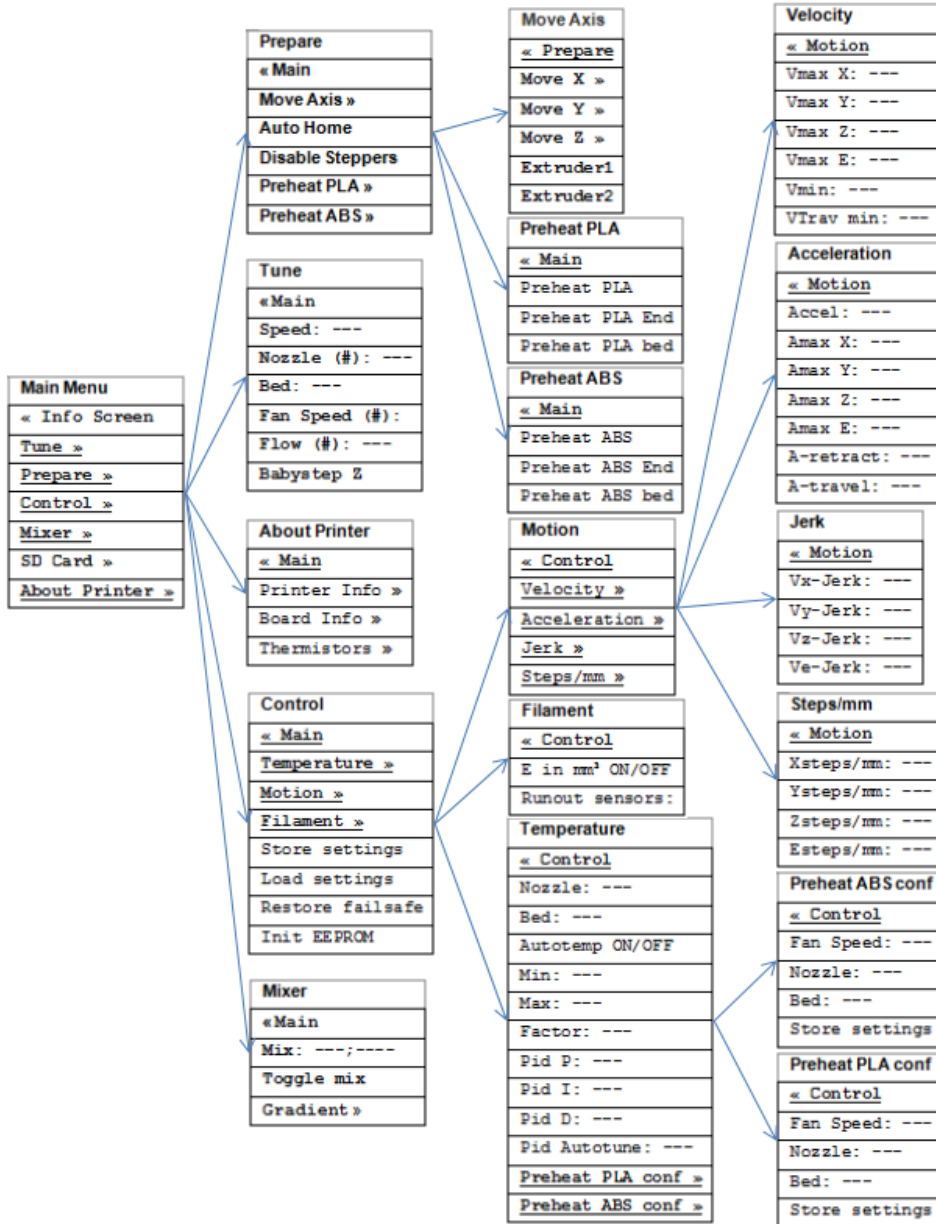 Main Menu
« Info Screen
Tune »
Prepare »
Control »
Mixer »
SD Card »
About Printer »
Prepare
« Main
Move Axis »
Auto Home
Disable Steppers
Preheat PLA »
Preheat ABS »
Tune
«Main
Speed: ---
Nozzle (#): ---
Bed: ---
Fan Speed (#):
Flow (#): ---
Babystep Z
About Printer
« Main
Printer Info »
Board Info »
Thermistors »
Control
« Main
Temperature »
Motion »
Filament »
Store settings
Load settings
Restore failsafe
Init EEPROM
Mixer
«Main
Mix: ---;----
Toggle mix
Gradient »
Move Axis
« Prepare
Move X »
Move Y »
Move Z »
Extruder1
Extruder2
Preheat PLA
« Main
Preheat PLA
Preheat PLA End
Preheat PLA bed
Preheat ABS
« Main
Preheat ABS
Preheat ABS End
Preheat ABS bed
Motion
« Control
Velocity »
Acceleration »
Jerk »
Steps/mm »
Filament
« Control
E in mm³ ON/OFF
Runout sensors:
Temperature
« Control
Nozzle: ---
Bed: ---
Autotemp ON/OFF
Min: ---
Max: ---
Factor: ---
Pid P: ---
Pid I: ---
Pid D: ---
Pid Autotune: ---
Preheat PLA conf »
Preheat ABS conf »
Velocity
« Motion
Vmax X: ---
Vmax Y: ---
Vmax Z: ---
Vmax E: ---
Vmin: ---
VTrav min: ---
Acceleration
« Motion
Accel: ---
Amax X: ---
Amax Y: ---
Amax Z: ---
Amax E: ---
A-retract: ---
A-travel: ---
Jerk
« Motion
Vx-Jerk: ---
Vy-Jerk: ---
Vz-Jerk: ---
Ve-Jerk: ---
Steps/mm
« Motion
Xsteps/mm: ---
Ysteps/mm: ---
Zsteps/mm: ---
Esteps/mm: ---
Preheat ABS conf
« Control
Fan Speed: ---
Nozzle: ---
Bed: ---
Store settings
Preheat PLA conf
« Control
Fan Speed: ---
Nozzle: ---
Bed: ---
Store settings